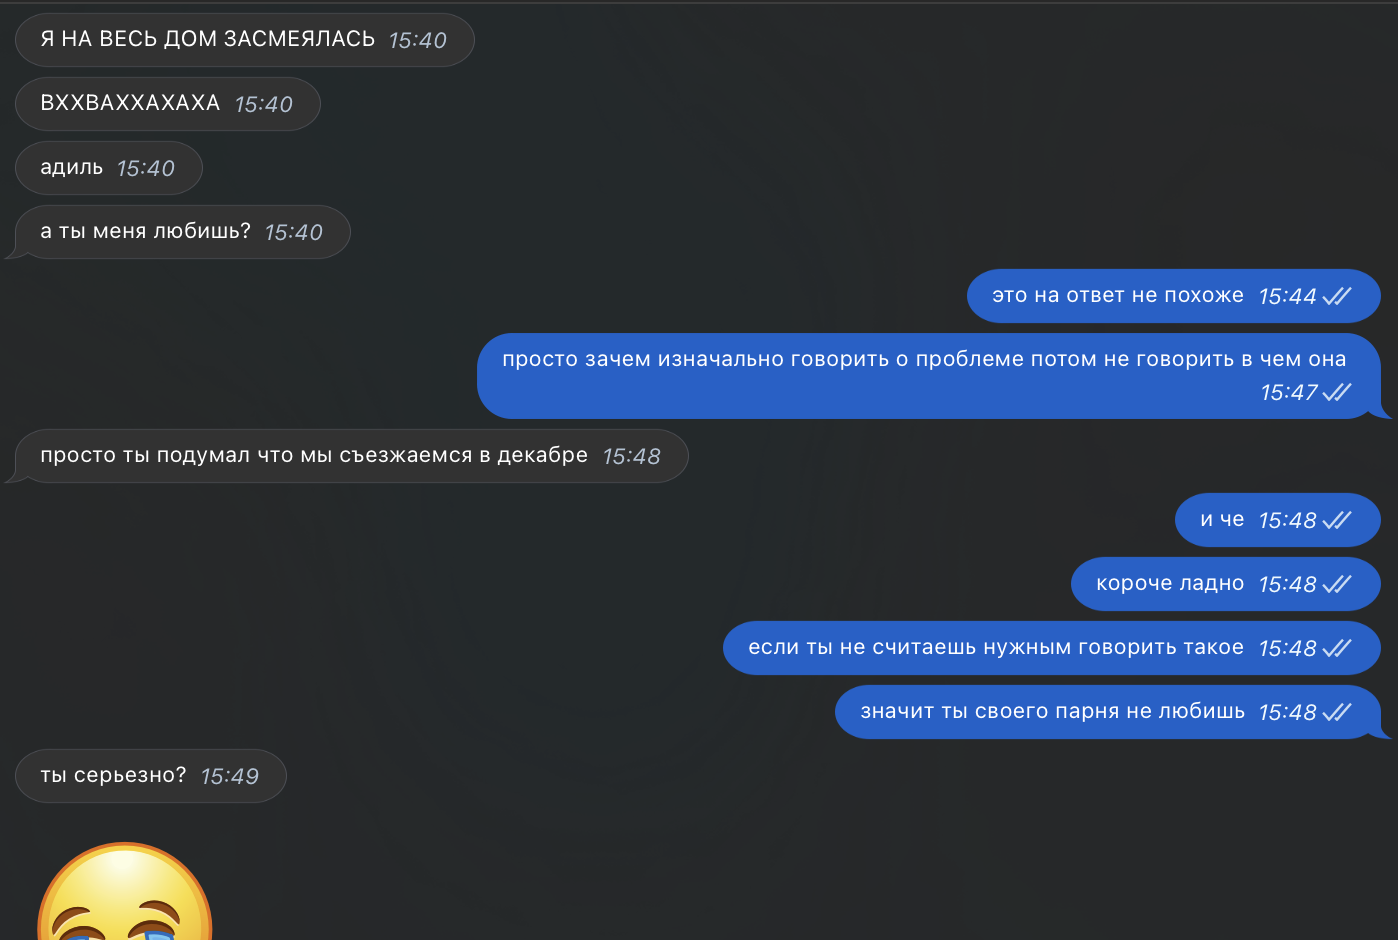 Я НА ВЕСЬ ДОМ ЗАСМЕЯЛАСЬ 15:40
ВХХВАХХАХАХА 15:40
адиль 15:40
а ты меня любишь? 15:40
это на ответ не похоже 15:44
просто зачем изначально говорить о проблеме потом не говорить в чем она
15:47
просто ты подумал что мы съезжаемся в декабре 15:48
и че 15:48
короче ладно 15:48
если ты не считаешь нужным говорить такое 15:48
значит ты своего парня не любишь 15:48
ты серьезно? 15:49